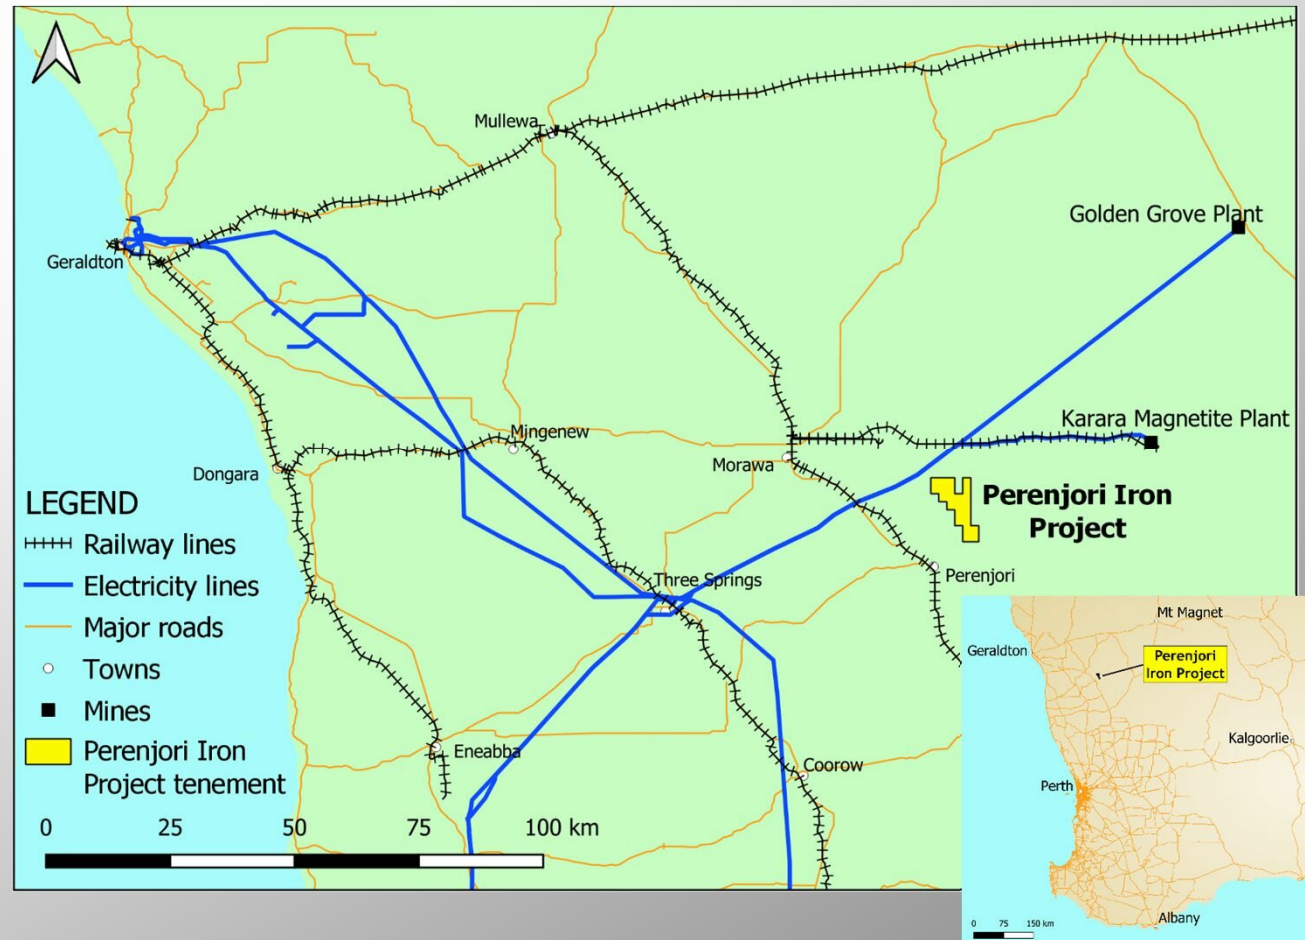 Mullewa
Golden Grove Plant
Geraldton
Karara Magnetite Plant
Mingenew
Morawa
Dongara
Perenjori Iron
Project
Three Springs
Perenjori
Eneabba
Coorow
LEGEND
Railway lines
Electricity lines
Major roads
Towns
Mines
Perenjori Iron
Project tenement
0 25 50 75 100 km
Mt Magnet
Geraldton
Perenjori
Iron Project
Kalgoorlie
Perth
Albany
0 75 150 km